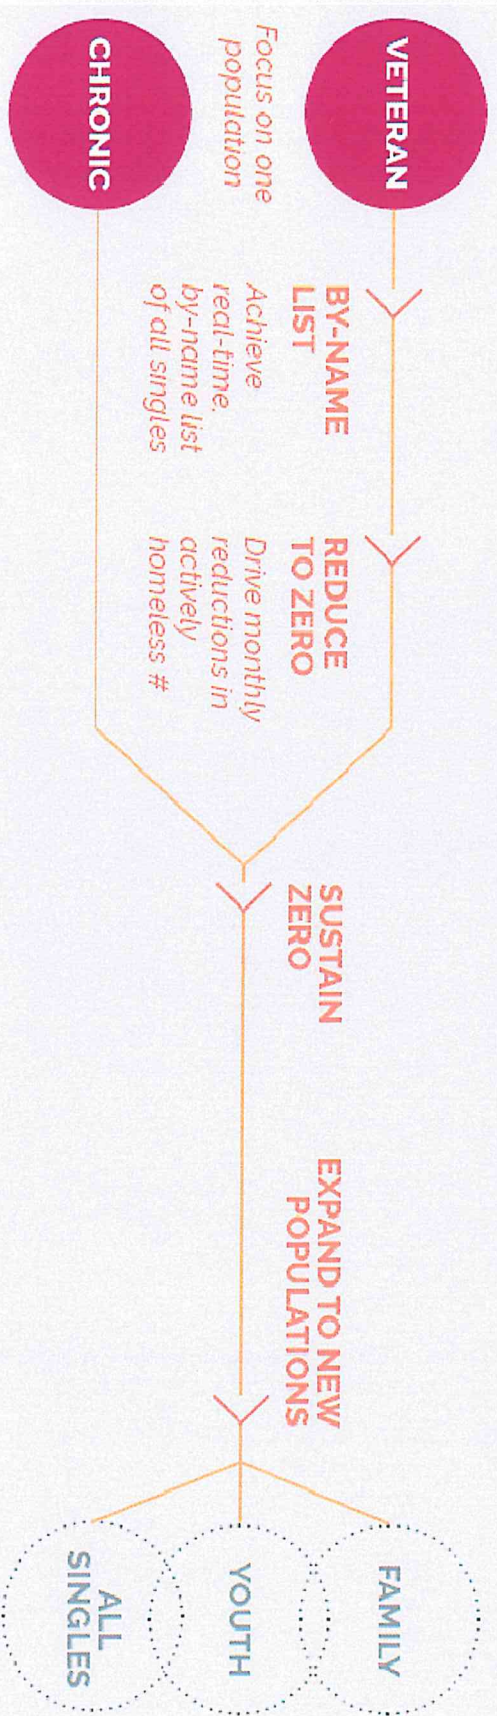 VETERAN
Focus on one
population
CHRONIC
BY-NAME
LIST
Achieve
real-time,
by-name list
of all singles
REDUCE
TO ZERO
Drive monthly
reductions in
actively
homeless #
SUSTAIN
ZERO
EXPAND TO NEW
POPULATIONS
FAMILY
YOUTH
ALL
SINGLES